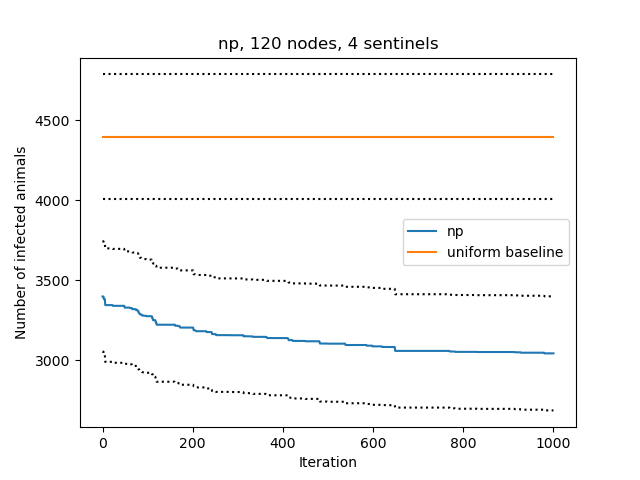 np, 120 nodes, 4 sentinels
Number of infected animals
4500
4000
3500
3000
np
uniform baseline
0
200
400
600
800
1000
Iteration